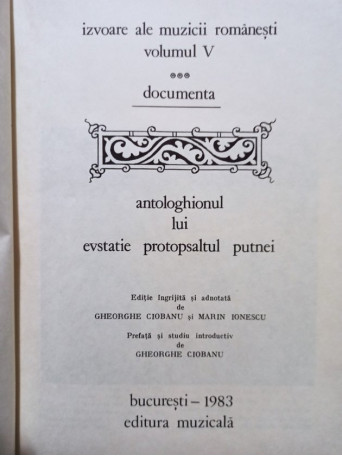 izvoare ale muzicii românești
volumul V
documenta
antologhionul
lui
evstatie protopsaltul putnei
Ediție îngrijită și adnotată
de
GHEORGHE CIOBANU și MARIN IONESCU
Prefață și studiu introductiv
de
GHEORGHE CIOBANU
bucurești – 1983
editura muzicală